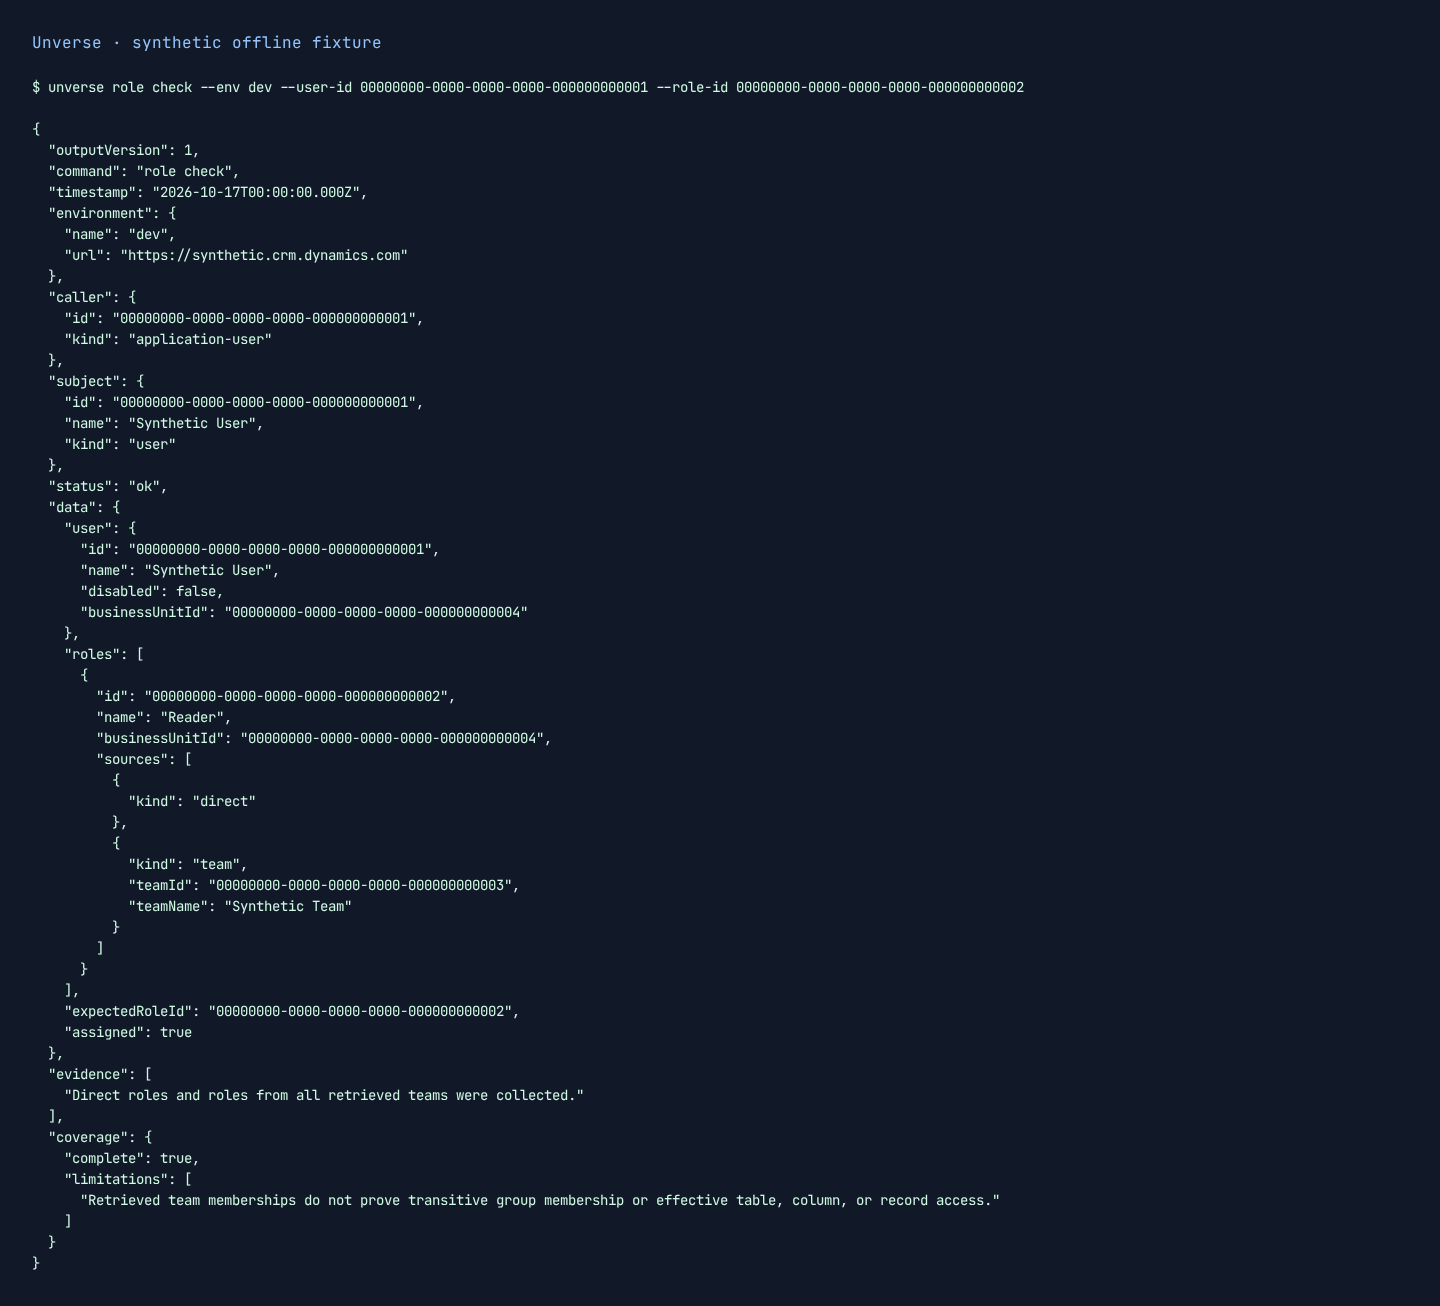 Unverse · synthetic offline fixture
$ unverse role check --env dev --user-id 00000000-0000-0000-0000-000000000001 --role-id 00000000-0000-0000-0000-000000000002
{
  "outputVersion": 1,
  "command": "role check",
  "timestamp": "2026-10-17T00:00:00.000Z",
  "environment": {
    "name": "dev",
    "url": "https://synthetic.crm.dynamics.com"
  },
  "caller": {
    "id": "00000000-0000-0000-0000-000000000001",
    "kind": "application-user"
  },
  "subject": {
    "id": "00000000-0000-0000-0000-000000000001",
    "name": "Synthetic User",
    "kind": "user"
  },
  "status": "ok",
  "data": {
    "user": {
      "id": "00000000-0000-0000-0000-000000000001",
      "name": "Synthetic User",
      "disabled": false,
      "businessUnitId": "00000000-0000-0000-0000-000000000004"
    },
    "roles": [
      {
        "id": "00000000-0000-0000-0000-000000000002",
        "name": "Reader",
        "businessUnitId": "00000000-0000-0000-0000-000000000004",
        "sources": [
          {
            "kind": "direct"
          },
          {
            "kind": "team",
            "teamId": "00000000-0000-0000-0000-000000000003",
            "teamName": "Synthetic Team"
          }
        ]
      }
    ],
    "expectedRoleId": "00000000-0000-0000-0000-000000000002",
    "assigned": true
  },
  "evidence": [
    "Direct roles and roles from all retrieved teams were collected."
  ],
  "coverage": {
    "complete": true,
    "limitations": [
      "Retrieved team memberships do not prove transitive group membership or effective table, column, or record access."
    ]
  }
}